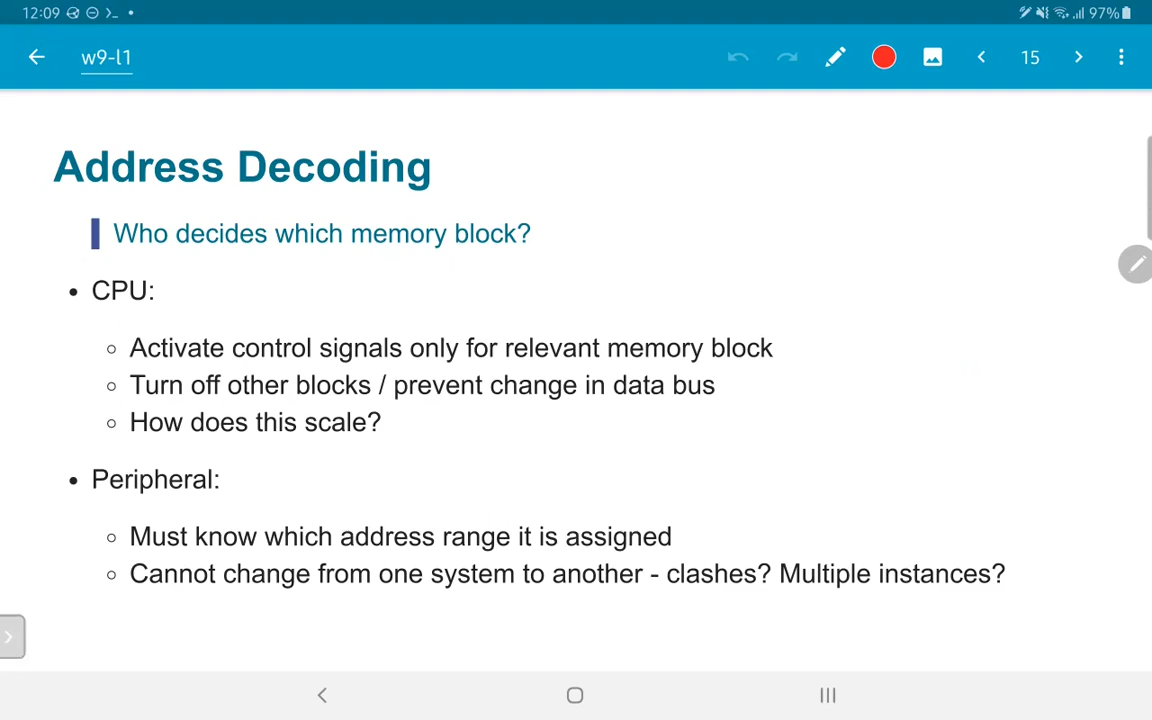 12:09
97%
w9-l1
15
Address Decoding
Who decides which memory block?
• CPU:
○ Activate control signals only for relevant memory block
○ Turn off other blocks / prevent change in data bus
○ How does this scale?
• Peripheral:
○ Must know which address range it is assigned
○ Cannot change from one system to another - clashes? Multiple instances?